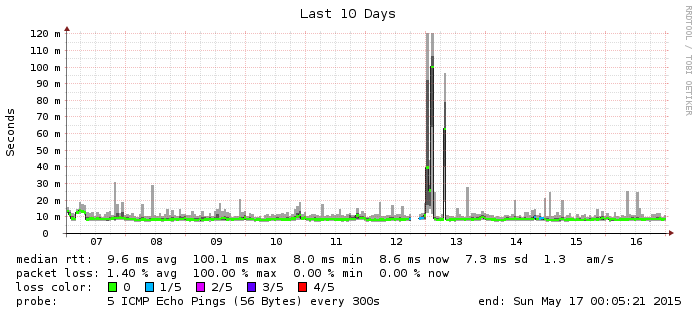 Last 10 Days
RRDTOOL / TOBI OETIKER
Seconds
120 m
110 m
100 m
90 m
80 m
70 m
60 m
50 m
40 m
30 m
20 m
10 m
0
07 08 09 10 11 12 13 14 15 16
median rtt: 9.6 ms avg 100.1 ms max 8.0 ms min 8.6 ms now 7.3 ms sd 1.3 am/s
packet loss: 1.40 % avg 100.00 % max 0.00 % min 0.00 % now
loss color: 0 1/5 2/5 3/5 4/5
probe: 5 ICMP Echo Pings (56 Bytes) every 300s end: Sun May 17 00:05:21 2015